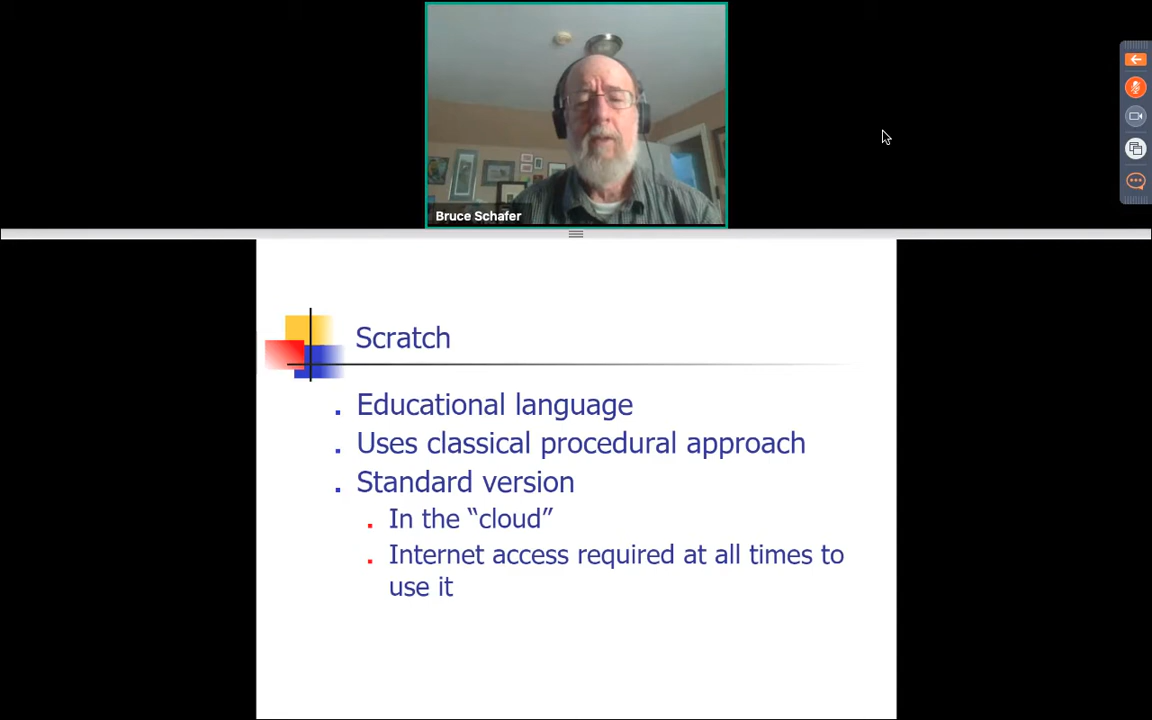 Bruce Schafer
Scratch
Educational language
Uses classical procedural approach
Standard version
In the “cloud”
Internet access required at all times to
use it